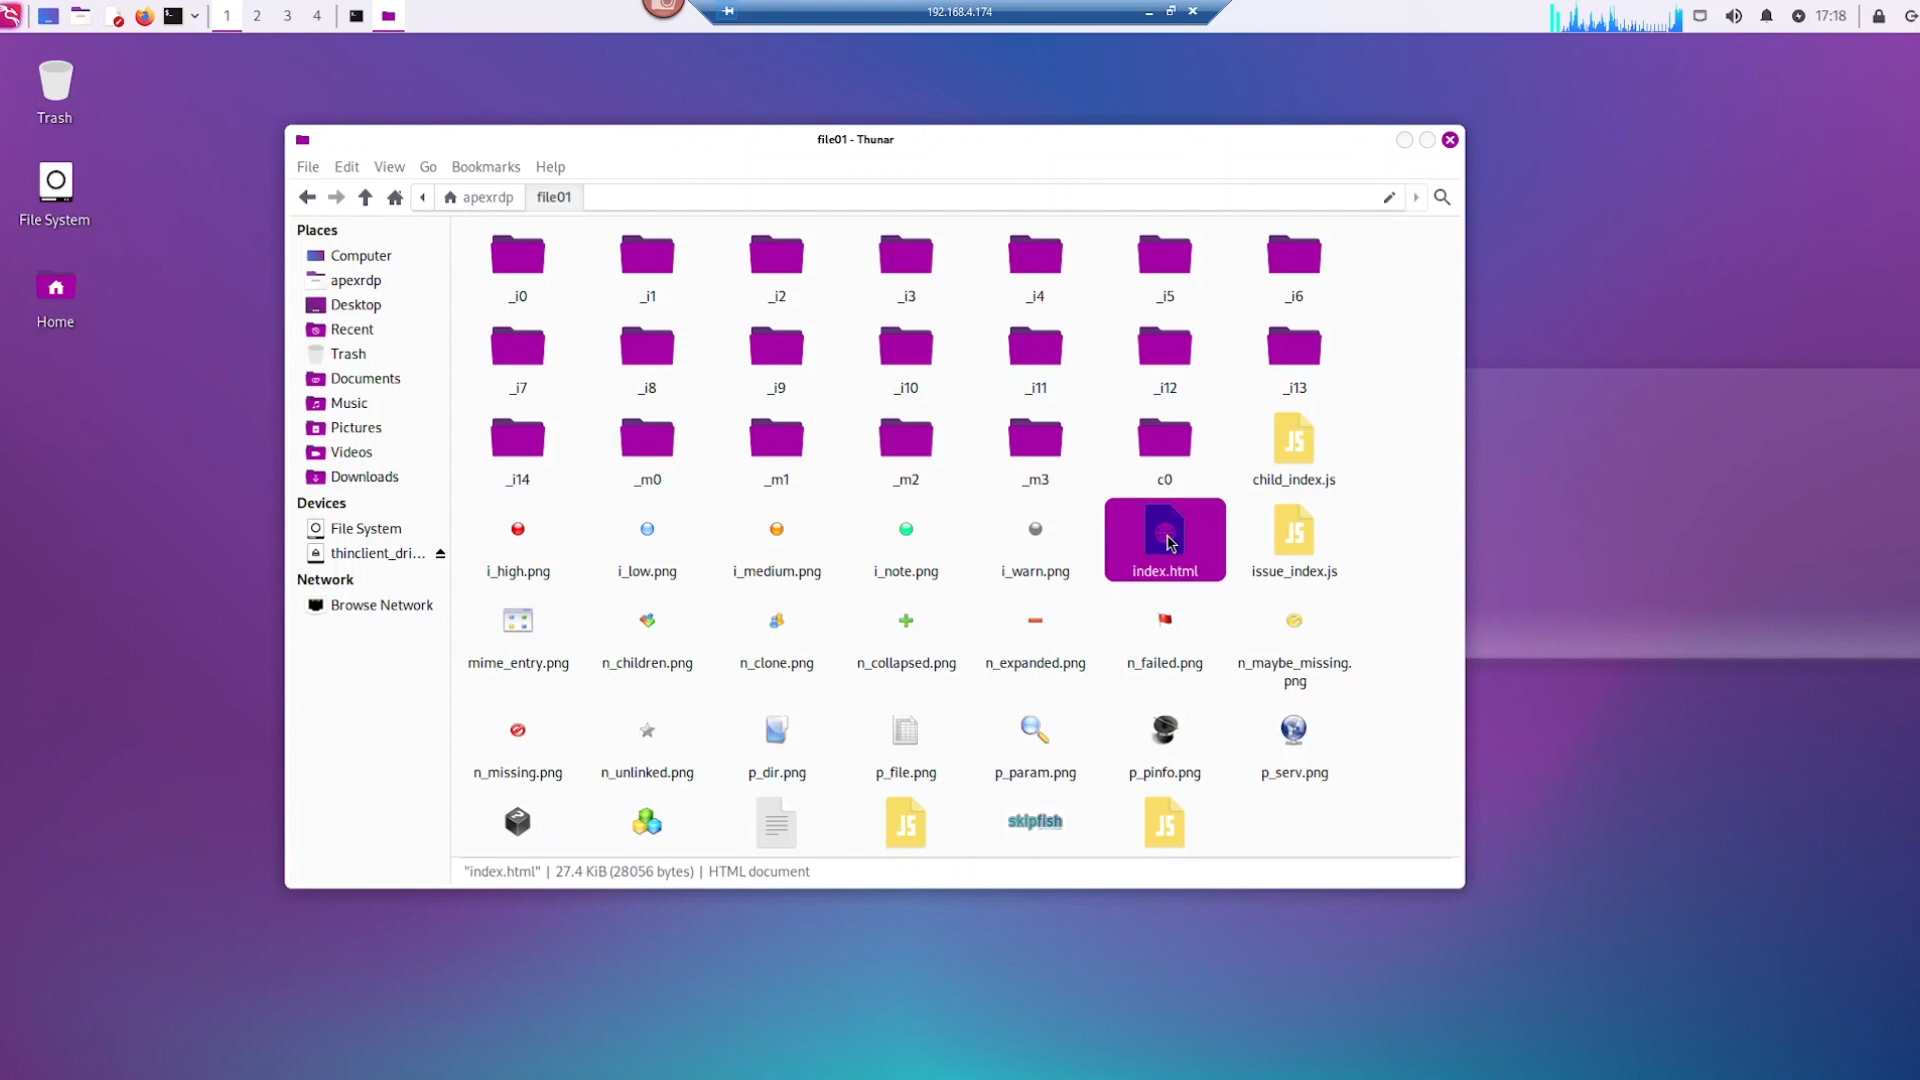 1 2 3 4
192.168.4.174
17:18
Trash
File System
Home
file01 - Thunar
File Edit View Go Bookmarks Help
apexrdp file01
Places
Computer
apexrdp
Desktop
Recent
Trash
Documents
Music
Pictures
Videos
Downloads
Devices
File System
thinclient_dri...
Network
Browse Network
_i0 _i1 _i2 _i3 _i4 _i5 _i6
_i7 _i8 _i9 _i10 _i11 _i12 _i13
JS
_i14 _m0 _m1 _m2 _m3 c0 child_index.js
JS
i_high.png i_low.png i_medium.png i_note.png i_warn.png index.html issue_index.js
mime_entry.png n_children.png n_clone.png n_collapsed.png n_expanded.png n_failed.png n_maybe_missing.
png
n_missing.png n_unlinked.png p_dir.png p_file.png p_param.png p_pinfo.png p_serv.png
JS skipfish JS
"index.html" | 27.4 KiB (28056 bytes) | HTML document